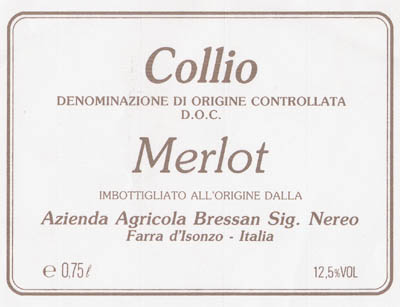 Collio
DENOMINAZIONE DI ORIGINE CONTROLLATA
D.O.C.
Merlot
IMBOTTIGLIATO ALL'ORIGINE DALLA
Azienda Agricola Bressan Sig. Nereo
Farra d'Isonzo - Italia
℮ 0,75 ℓ 12,5%VOL